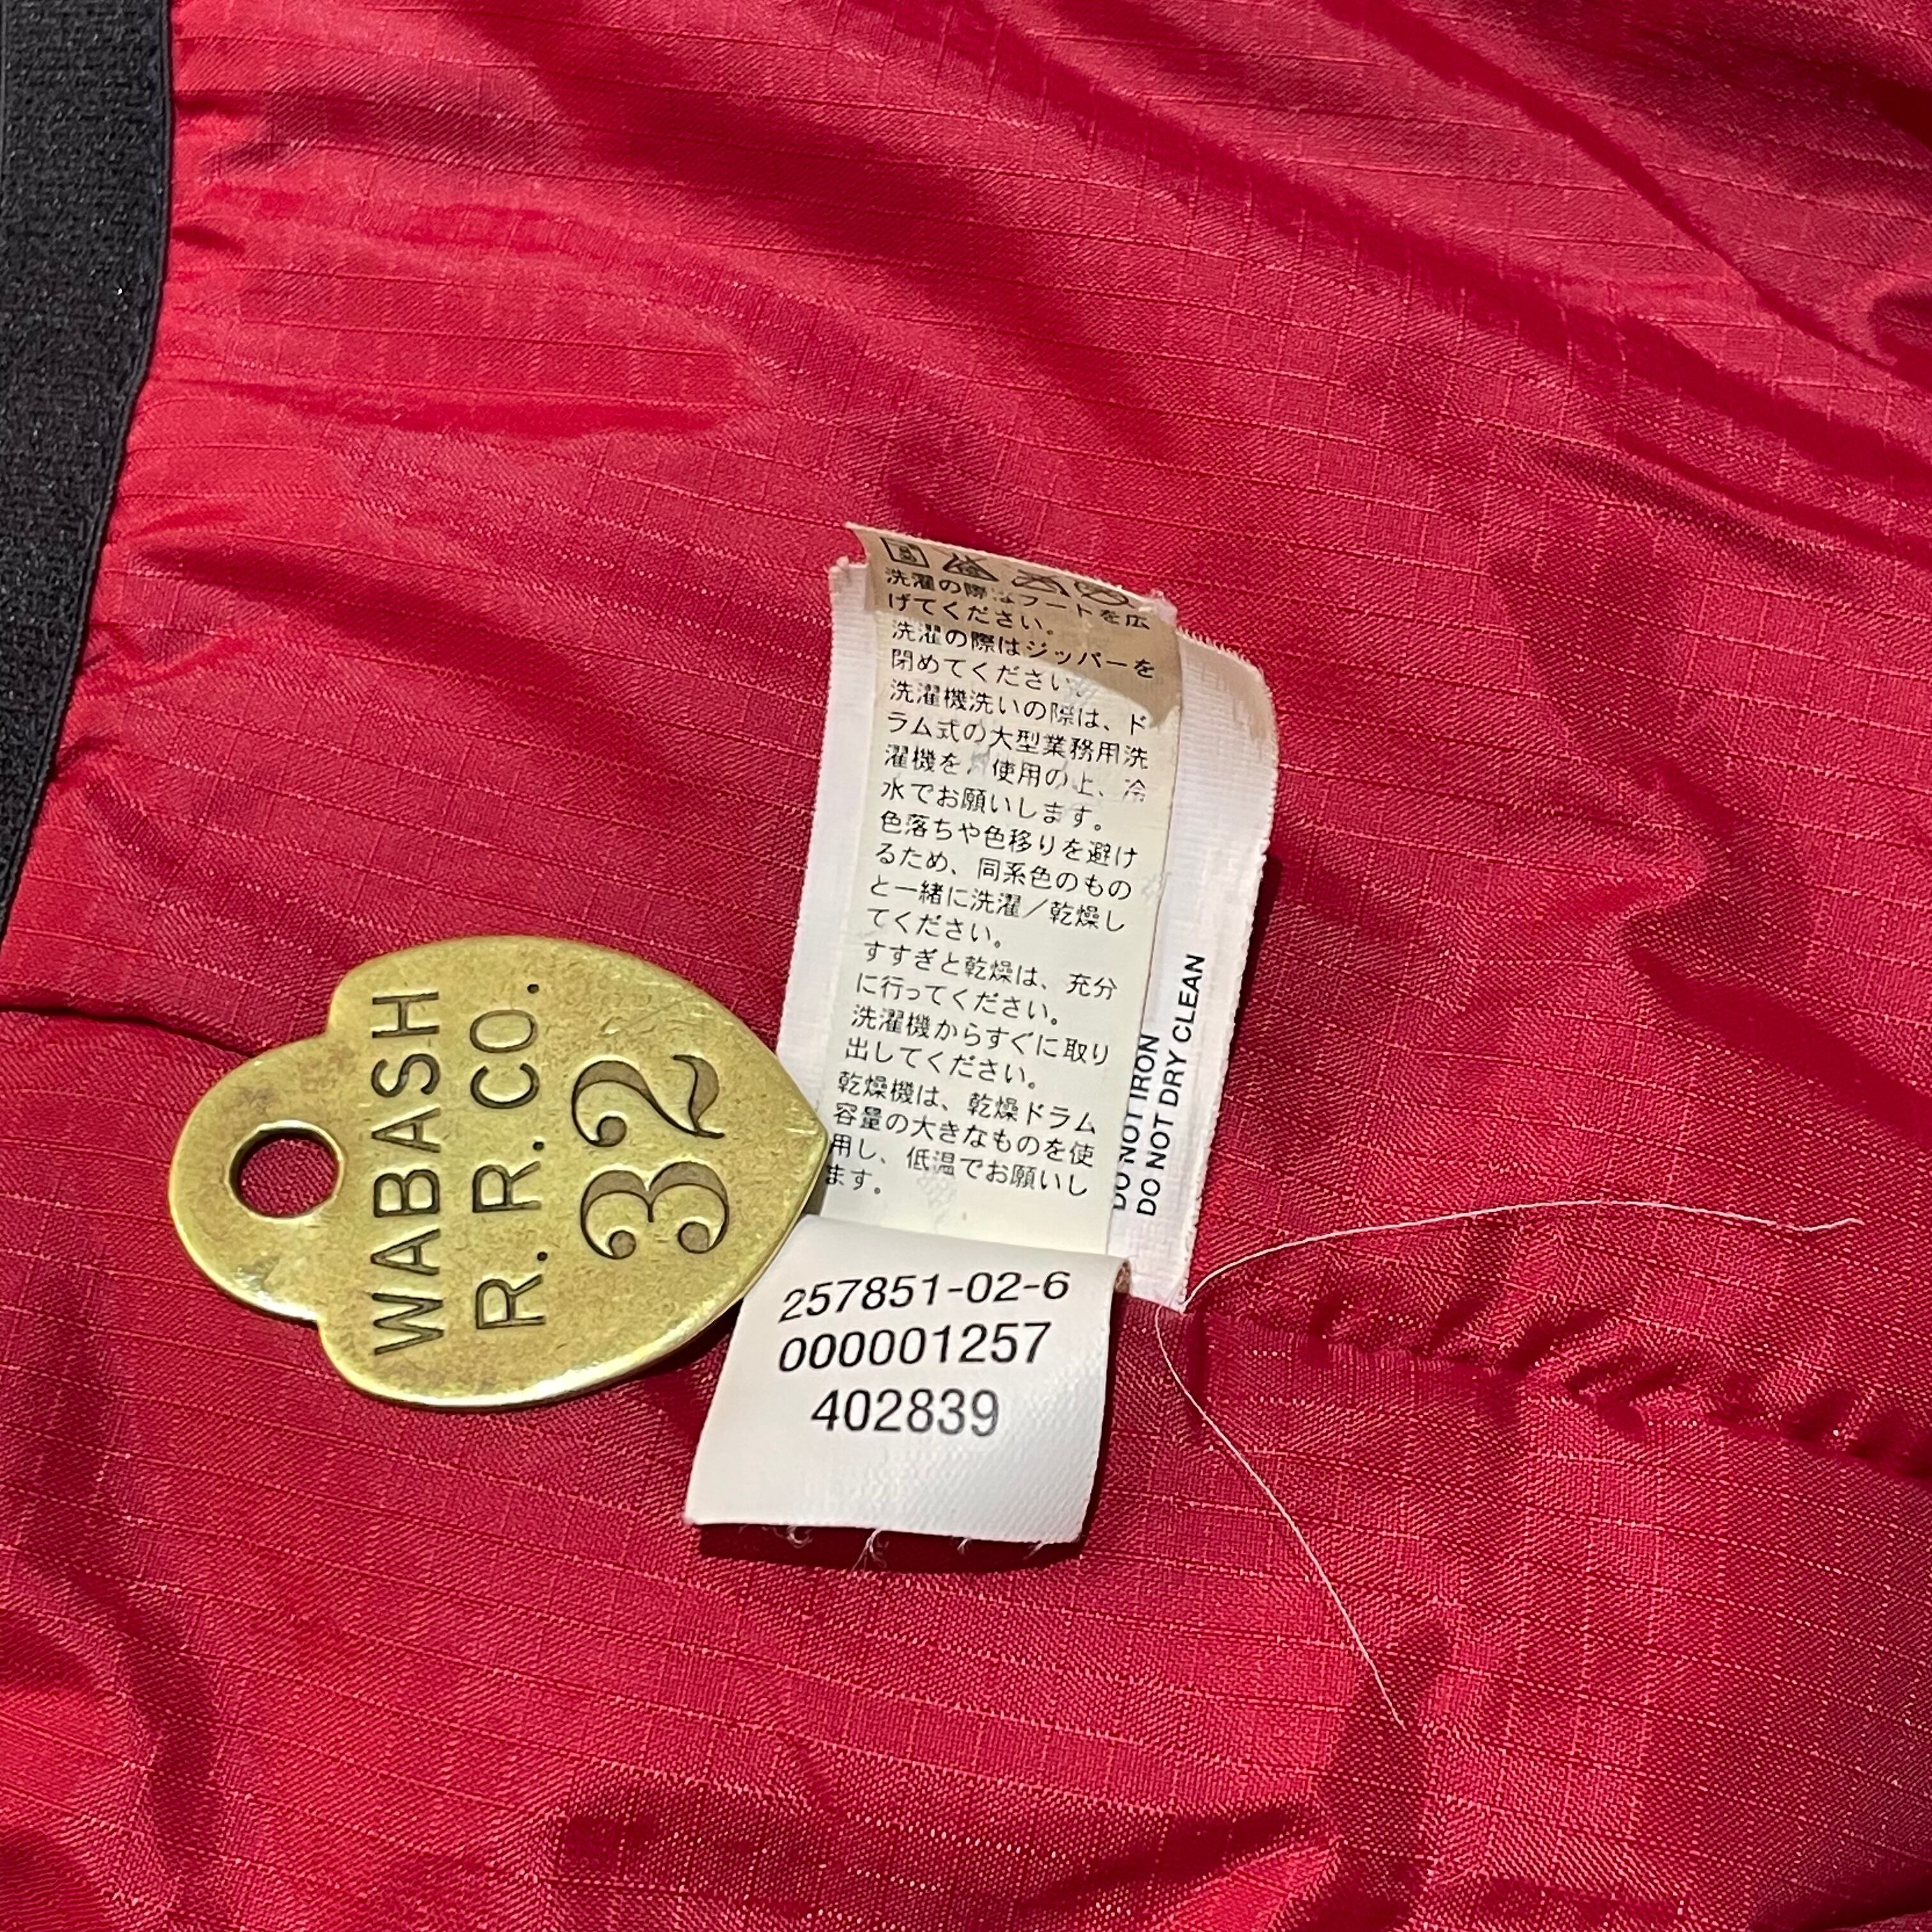 洗濯の際はフードを広
げてください。
洗濯の際はジッパーを
閉めてください。
洗濯機洗いの際は、ド
ラム式の大型業務用洗
濯機を使用の上、冷
水でお願いします。
色落ちや色移りを避け
るため、同系色のもの
と一緒に洗濯／乾燥し
てください。
すすぎと乾燥は、充分
に行ってください。
洗濯機からすぐに取り
出してください。
乾燥機は、乾燥ドラム
容量の大きなものを使
用し、低温でお願いし
ます。
DO NOT IRON
DO NOT DRY CLEAN
WABASH
R. R. CO.
32
257851-02-6
000001257
402839